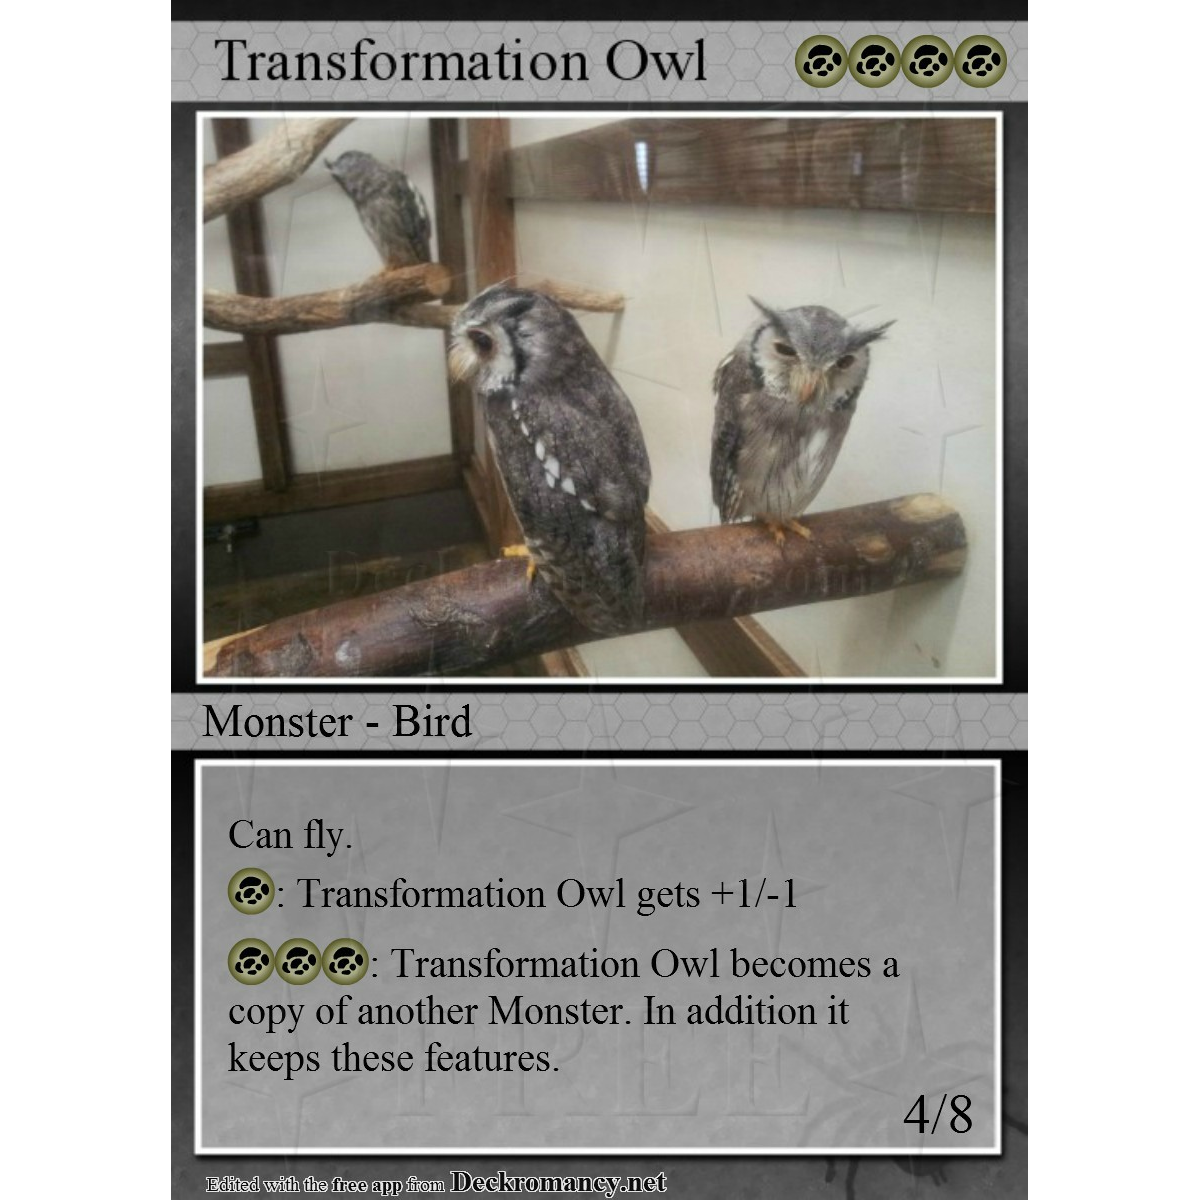 Transformation Owl
Monster - Bird
Can fly.
: Transformation Owl gets +1/-1
: Transformation Owl becomes a
copy of another Monster. In addition it
keeps these features.
4/8
FREE
Edited with the free app from Deckromancy.net